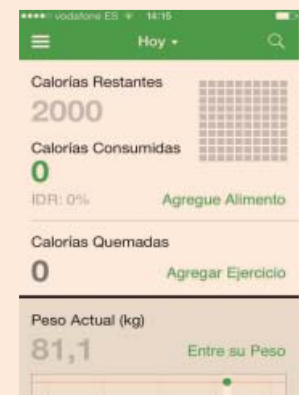 vodafone ES 14:15
Hoy
Calorías Restantes
2000
Calorías Consumidas
0
IDR: 0%
Agregue Alimento
Calorías Quemadas
0
Agregar Ejercicio
Peso Actual (kg)
81,1
Entre su Peso